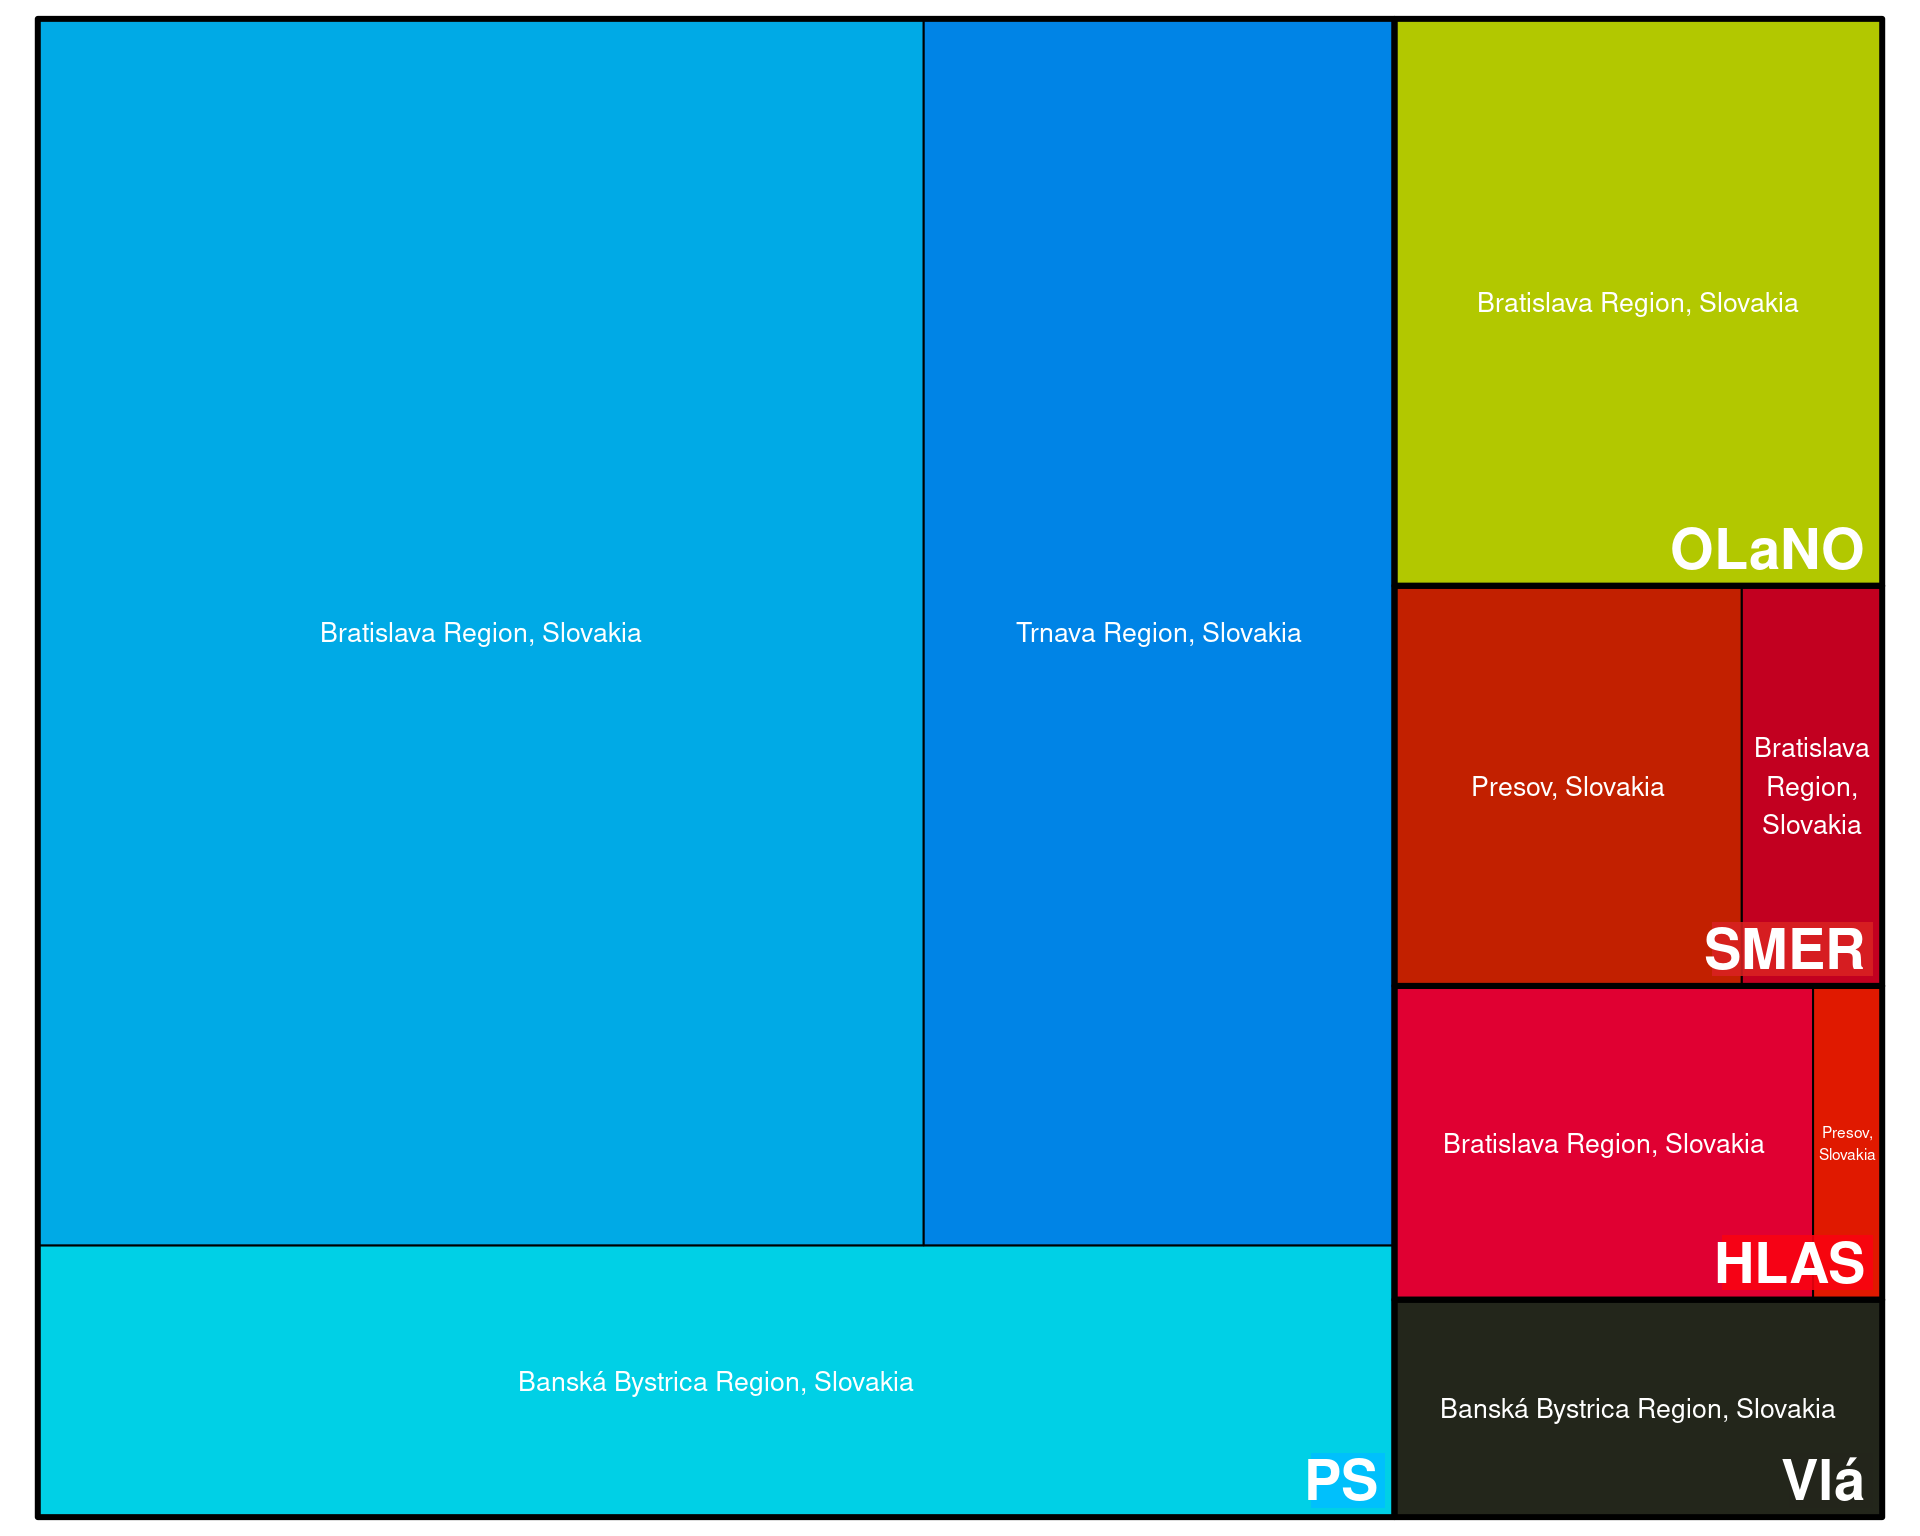 Bratislava Region, Slovakia
Trnava Region, Slovakia
Banská Bystrica Region, Slovakia
PS
Bratislava Region, Slovakia
OLaNO
Presov, Slovakia
Bratislava
Region,
Slovakia
SMER
Bratislava Region, Slovakia
Presov,
Slovakia
HLAS
Banská Bystrica Region, Slovakia
Vlá